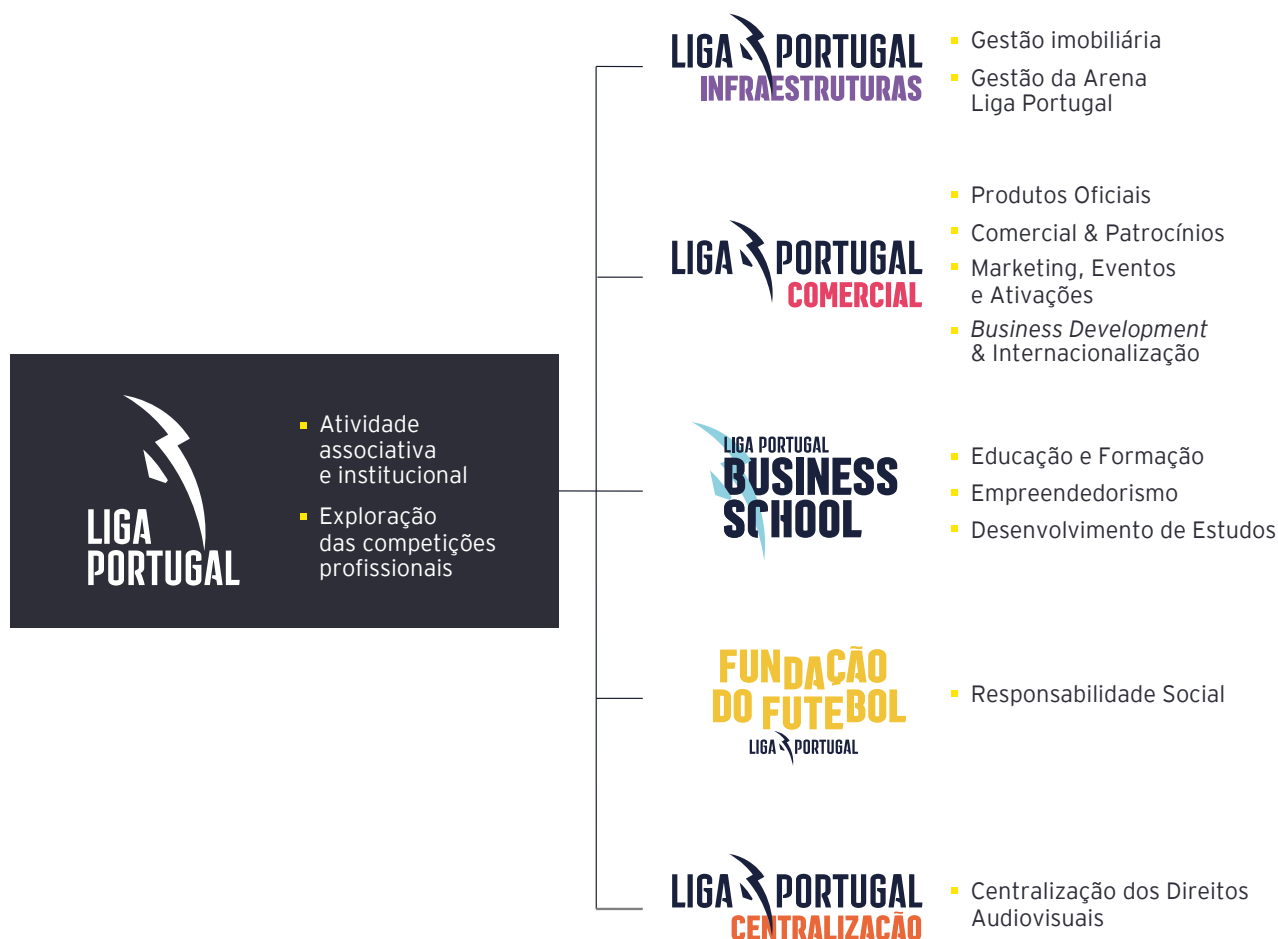 LIGA
PORTUGAL
Atividade
associativa
e institucional
Exploração
das competições
profissionais
LIGA PORTUGAL
INFRAESTRUTURAS
Gestão imobiliária
Gestão da Arena
Liga Portugal
LIGA PORTUGAL
COMERCIAL
Produtos Oficiais
Comercial & Patrocínios
Marketing, Eventos
e Ativações
Business Development
& Internacionalização
LIGA PORTUGAL
BUSINESS
SCHOOL
Educação e Formação
Empreendedorismo
Desenvolvimento de Estudos
FUNDAÇÃO
DO FUTEBOL
LIGA PORTUGAL
Responsabilidade Social
LIGA PORTUGAL
CENTRALIZAÇÃO
Centralização dos Direitos
Audiovisuais